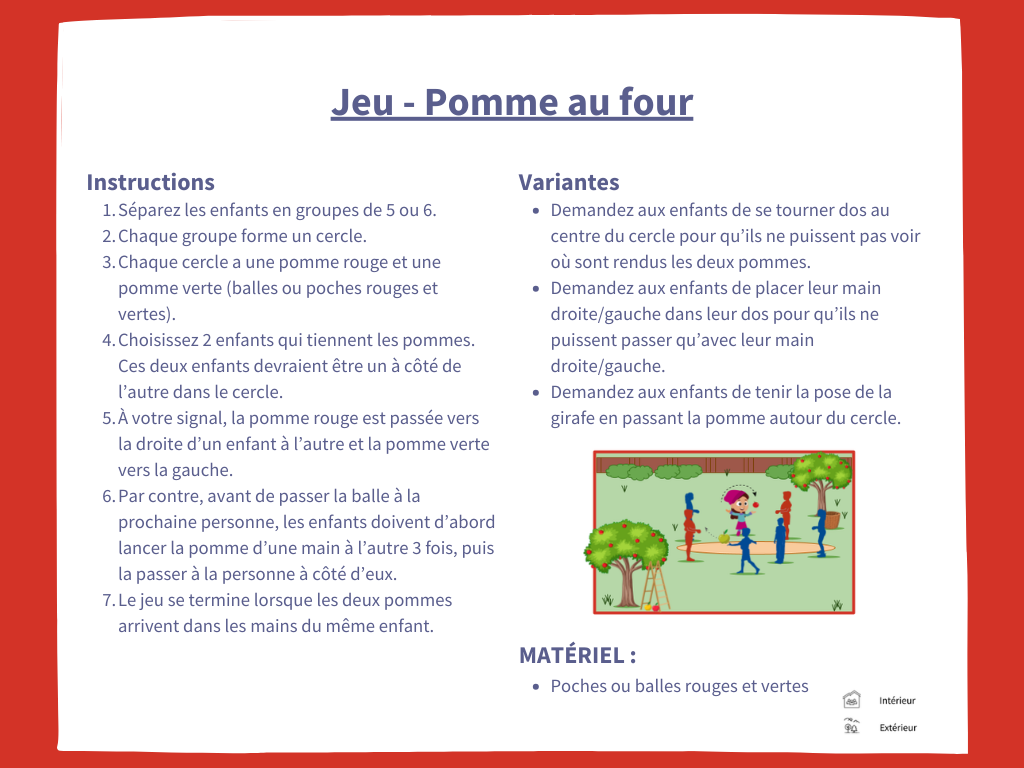 Jeu - Pomme au four
Instructions
1. Séparez les enfants en groupes de 5 ou 6.
2. Chaque groupe forme un cercle.
3. Chaque cercle a une pomme rouge et une
pomme verte (balles ou poches rouges et
vertes).
4. Choisissez 2 enfants qui tiennent les pommes.
Ces deux enfants devraient être un à côté de
l'autre dans le cercle.
5. À votre signal, la pomme rouge est passée vers
la droite d'un enfant à l'autre et la pomme verte
vers la gauche.
6. Par contre, avant de passer la balle à la
prochaine personne, les enfants doivent d'abord
lancer la pomme d'une main à l'autre 3 fois, puis
la passer à la personne à côté d'eux.
7. Le jeu se termine lorsque les deux pommes
arrivent dans les mains du même enfant.
Variantes
• Demandez aux enfants de se tourner dos au
centre du cercle pour qu'ils ne puissent pas voir
où sont rendus les deux pommes.
• Demandez aux enfants de placer leur main
droite/gauche dans leur dos pour qu'ils ne
puissent passer qu'avec leur main
droite/gauche.
• Demandez aux enfants de tenir la pose de la
girafe en passant la pomme autour du cercle.
MATÉRIEL :
• Poches ou balles rouges et vertes
Intérieur
Extérieur